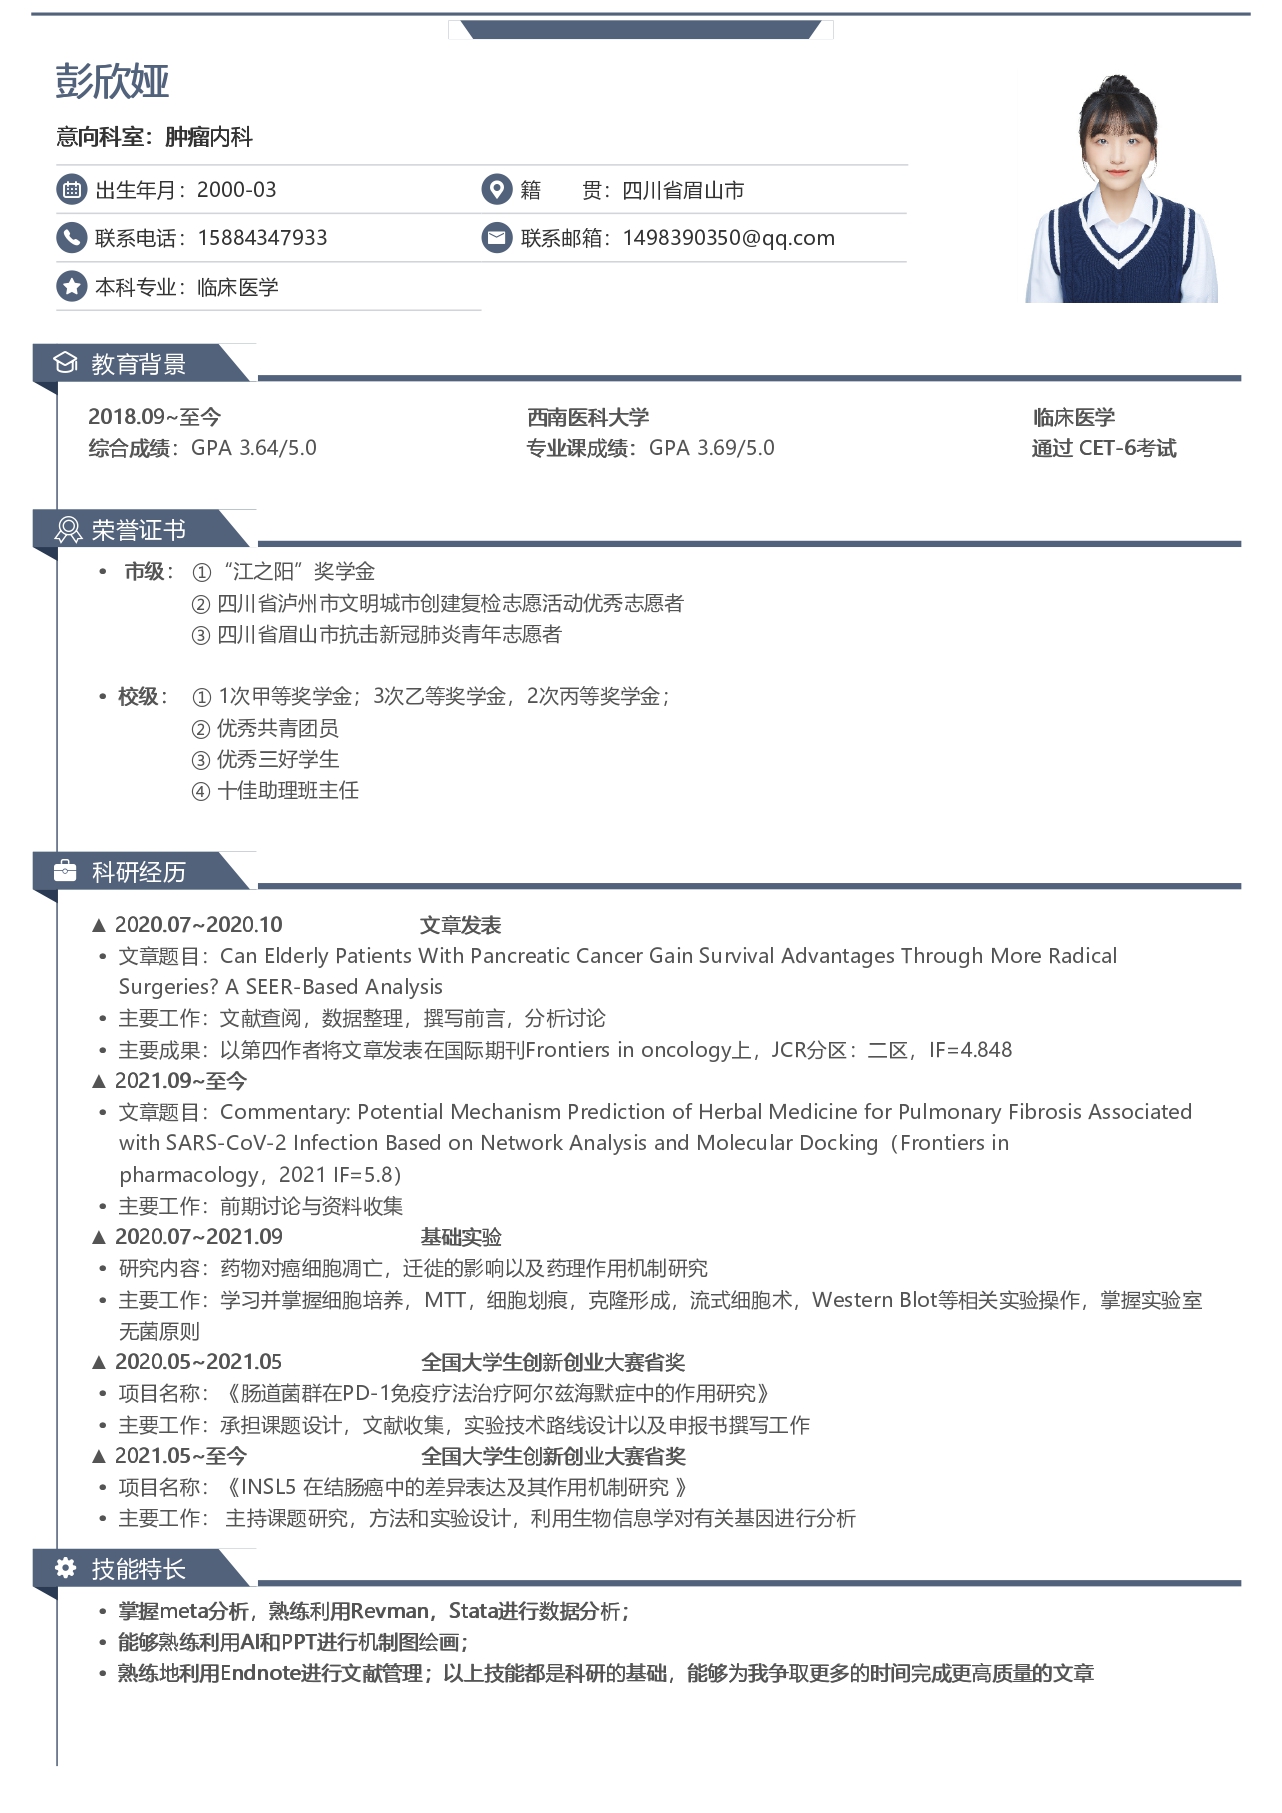 彭欣娅
意向科室：肿瘤内科
出生年月：2000-03
籍　　贯：四川省眉山市
联系电话：15884347933
联系邮箱：1498390350@qq.com
本科专业：临床医学
教育背景
2018.09~至今　西南医科大学　临床医学
综合成绩：GPA 3.64/5.0　专业课成绩：GPA 3.69/5.0　通过 CET-6考试
荣誉证书
• 市级： ① “江之阳”奖学金
② 四川省泸州市文明城市创建复检志愿活动优秀志愿者
③ 四川省眉山市抗击新冠肺炎青年志愿者
• 校级： ① 1次甲等奖学金；3次乙等奖学金，2次丙等奖学金；
② 优秀共青团员
③ 优秀三好学生
④ 十佳助理班主任
科研经历
▲ 2020.07~2020.10　文章发表
• 文章题目：Can Elderly Patients With Pancreatic Cancer Gain Survival Advantages Through More Radical
Surgeries? A SEER-Based Analysis
• 主要工作：文献查阅，数据整理，撰写前言，分析讨论
• 主要成果：以第四作者将文章发表在国际期刊Frontiers in oncology上，JCR分区：二区，IF=4.848
▲ 2021.09~至今
• 文章题目：Commentary: Potential Mechanism Prediction of Herbal Medicine for Pulmonary Fibrosis Associated
with SARS-CoV-2 Infection Based on Network Analysis and Molecular Docking（Frontiers in
pharmacology，2021 IF=5.8）
• 主要工作：前期讨论与资料收集
▲ 2020.07~2021.09　基础实验
• 研究内容：药物对癌细胞凋亡，迁徙的影响以及药理作用机制研究
• 主要工作：学习并掌握细胞培养，MTT，细胞划痕，克隆形成，流式细胞术，Western Blot等相关实验操作，掌握实验室
无菌原则
▲ 2020.05~2021.05　全国大学生创新创业大赛省奖
• 项目名称：《肠道菌群在PD-1免疫疗法治疗阿尔兹海默症中的作用研究》
• 主要工作：承担课题设计，文献收集，实验技术路线设计以及申报书撰写工作
▲ 2021.05~至今　全国大学生创新创业大赛省奖
• 项目名称：《INSL5 在结肠癌中的差异表达及其作用机制研究 》
• 主要工作： 主持课题研究，方法和实验设计，利用生物信息学对有关基因进行分析
技能特长
• 掌握meta分析，熟练利用Revman，Stata进行数据分析；
• 能够熟练利用AI和PPT进行机制图绘画；
• 熟练地利用Endnote进行文献管理；以上技能都是科研的基础，能够为我争取更多的时间完成更高质量的文章